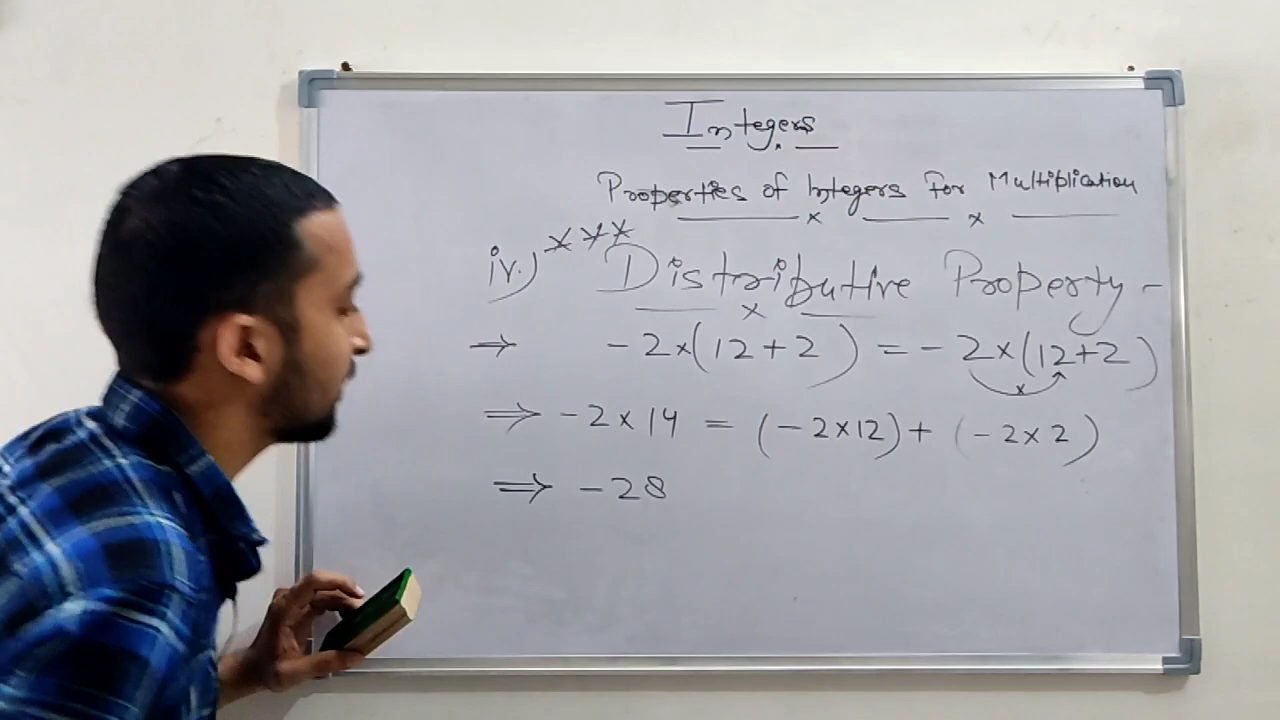 Integers
Properties of Integers for Multiplication
iv.) *** Distributive Property -
⇒ -2×(12+2) = -2×(12+2)
⇒ -2×14 = (-2×12)+(-2×2)
⇒ -28